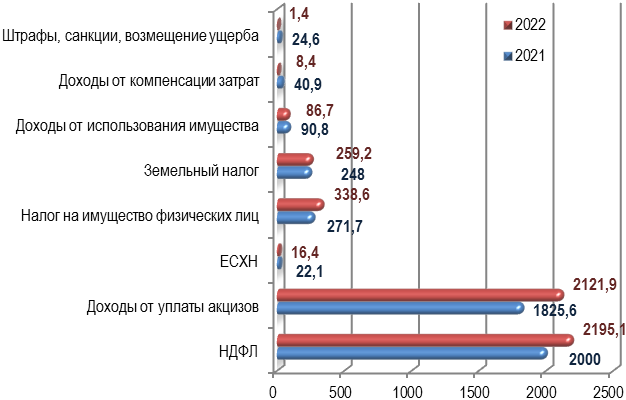 1,4
Штрафы, санкции, возмещение ущерба
24,6
2022
2021
8,4
Доходы от компенсации затрат
40,9
86,7
Доходы от использования имущества
90,8
259,2
Земельный налог
248
338,6
Налог на имущество физических лиц
271,7
16,4
ЕСХН
22,1
2121,9
Доходы от уплаты акцизов
1825,6
2195,1
НДФЛ
2000
0 500 1000 1500 2000 2500